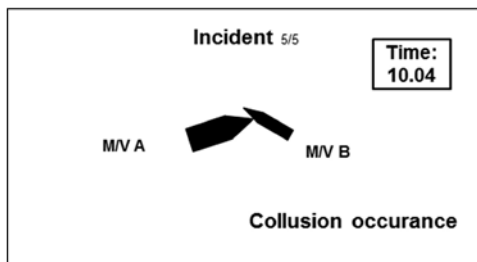 Incident 5/5
Time:
10.04
M/V A
M/V B
Collusion occurance